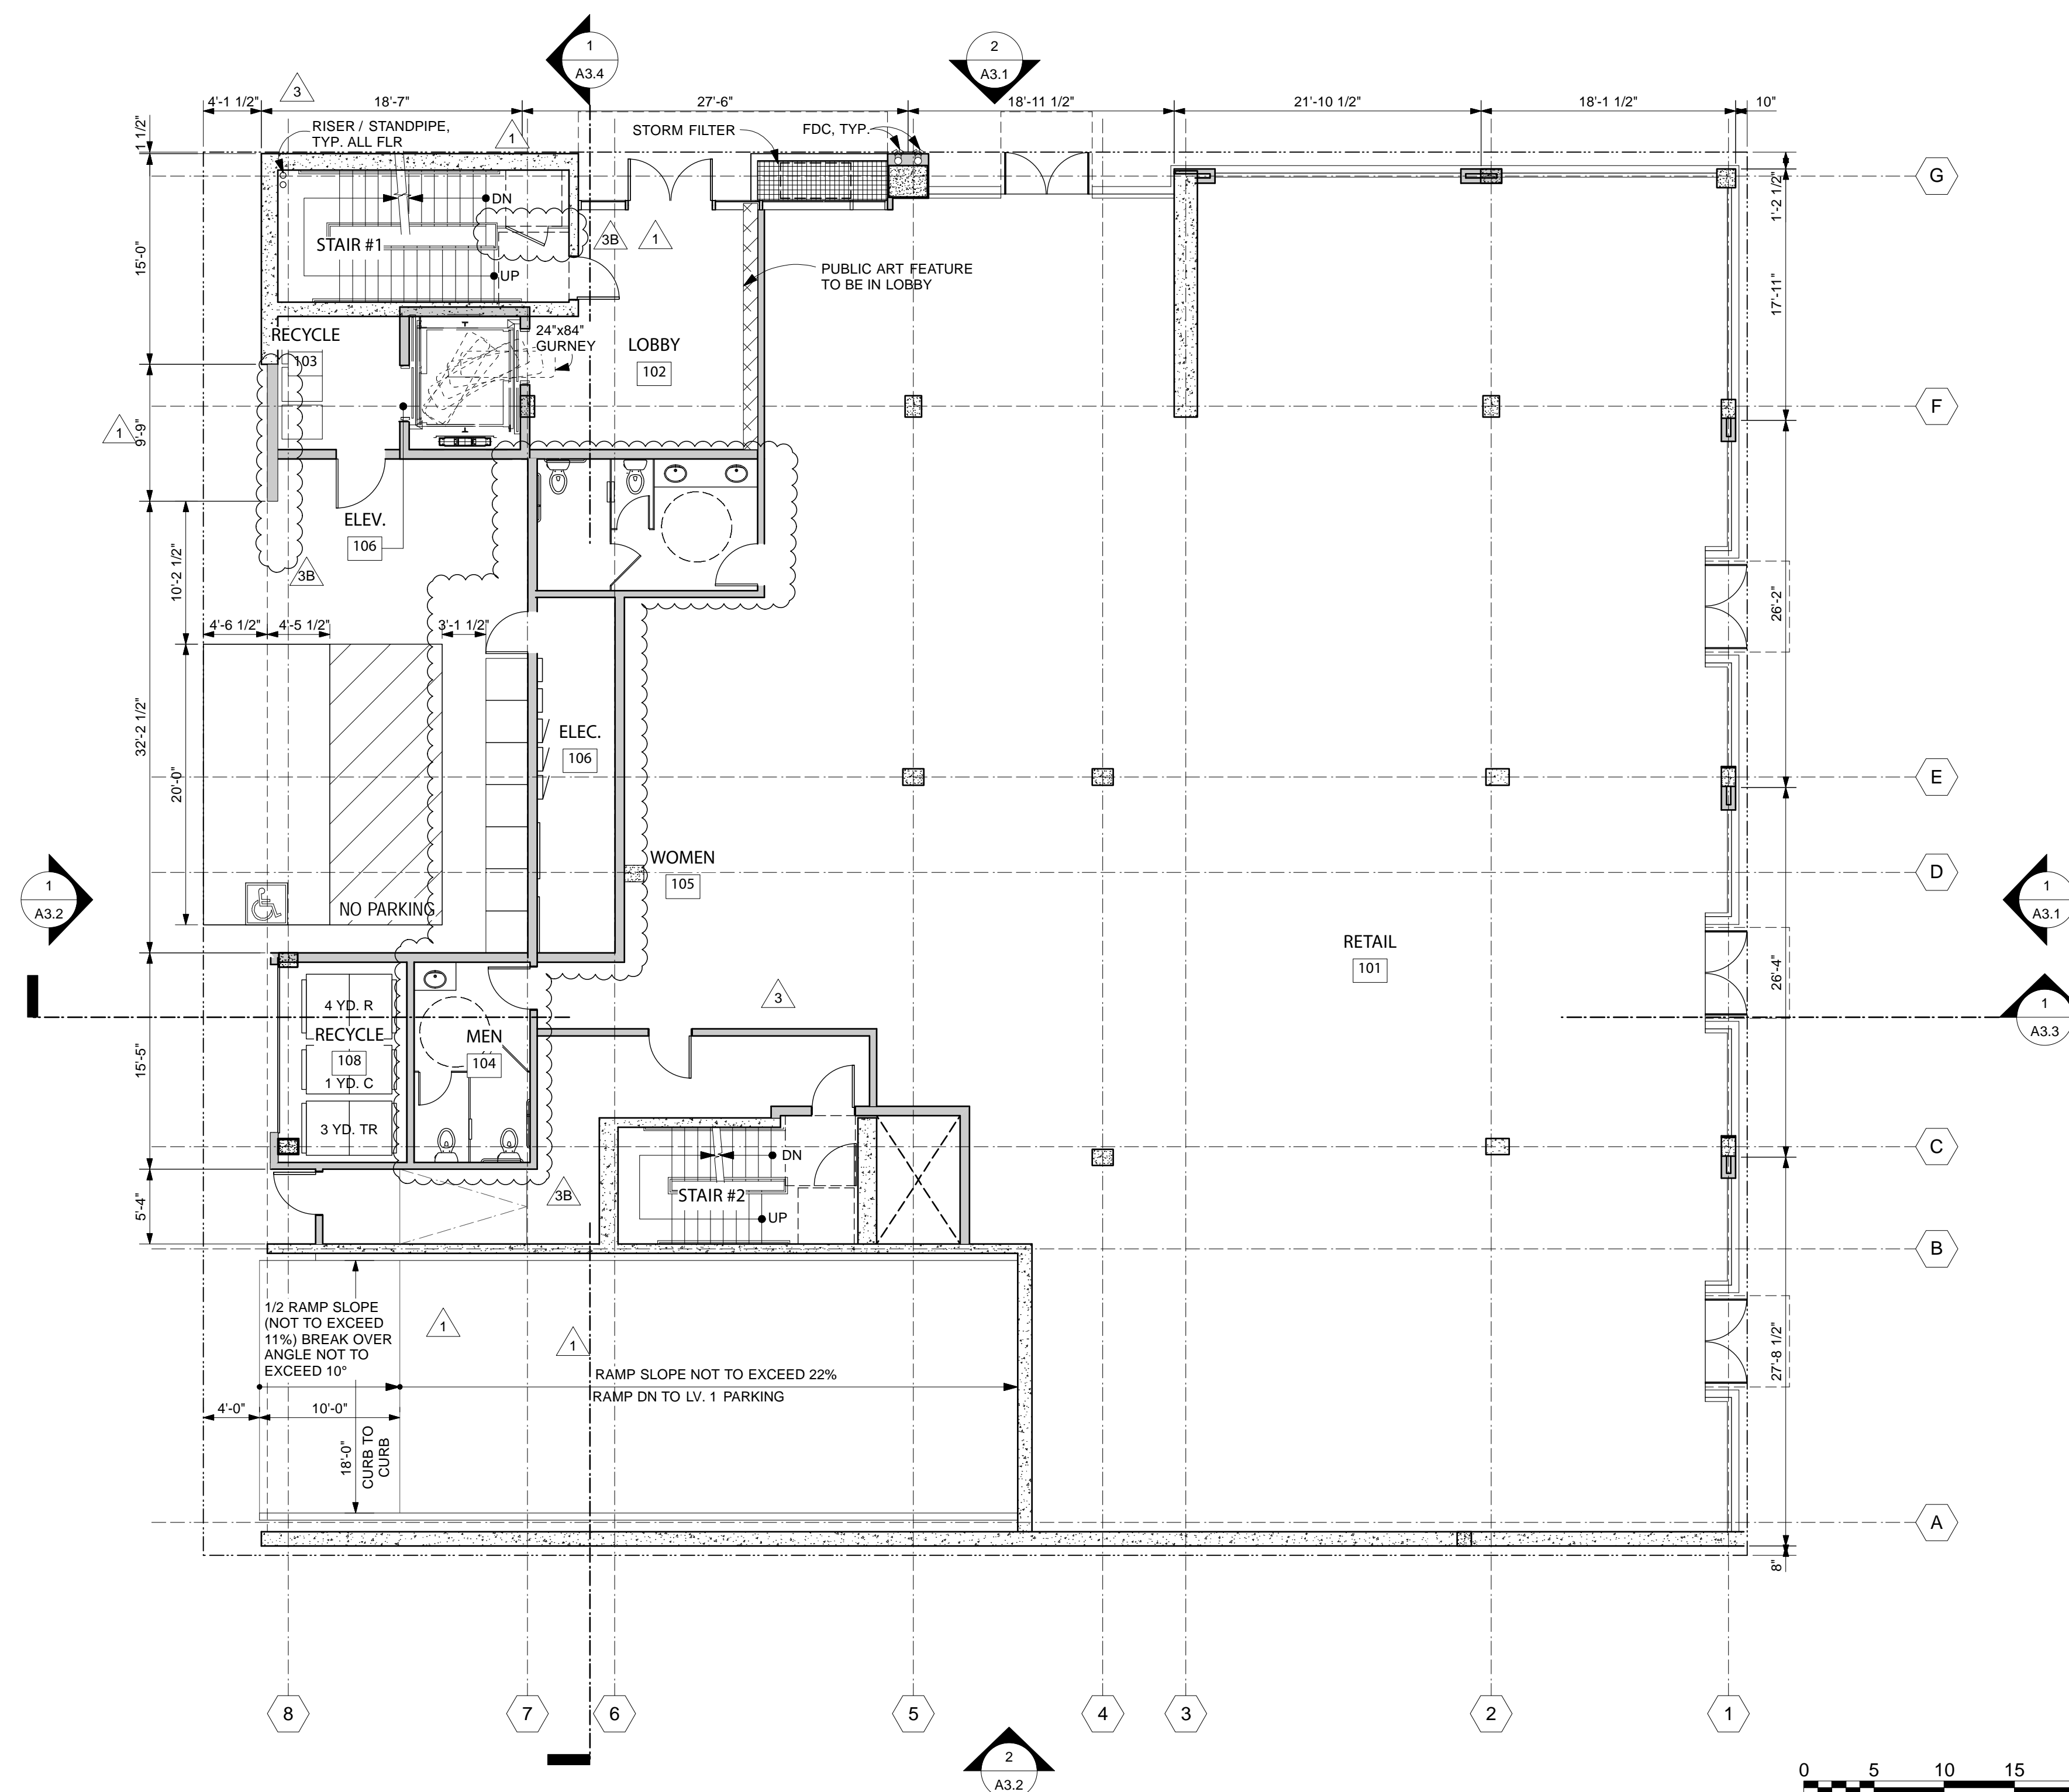 1
A3.4
2
A3.1
3
4'-1 1/2"
18'-7"
27'-6"
18'-11 1/2"
21'-10 1/2"
18'-1 1/2"
10"
1 1/2"
RISER / STANDPIPE,
TYP. ALL FLR
1
STORM FILTER
FDC, TYP.
G
1'-2 1/2"
DN
STAIR #1
3B
1
15'-0"
UP
PUBLIC ART FEATURE
TO BE IN LOBBY
17'-11"
RECYCLE
103
24"x84"
GURNEY
LOBBY
102
F
1
9'-9"
ELEV.
106
3B
10'-2 1/2"
4'-6 1/2"
4'-5 1/2"
3'-1 1/2"
26'-2"
32'-2 1/2"
20'-0"
ELEC.
106
E
WOMEN
105
D
1
A3.2
NO PARKING
1
A3.1
RETAIL
101
26'-4"
3
4 YD. R
RECYCLE
108
1 YD. C
3 YD. TR
MEN
104
1
A3.3
15'-5"
C
DN
STAIR #2
UP
3B
5'-4"
B
1/2 RAMP SLOPE
(NOT TO EXCEED
11%) BREAK OVER
ANGLE NOT TO
EXCEED 10°
1
1
RAMP SLOPE NOT TO EXCEED 22%
RAMP DN TO LV. 1 PARKING
27'-8 1/2"
4'-0"
10'-0"
18'-0"
CURB TO
CURB
A
8"
8
7
6
5
4
3
2
1
2
A3.2
0
5
10
15